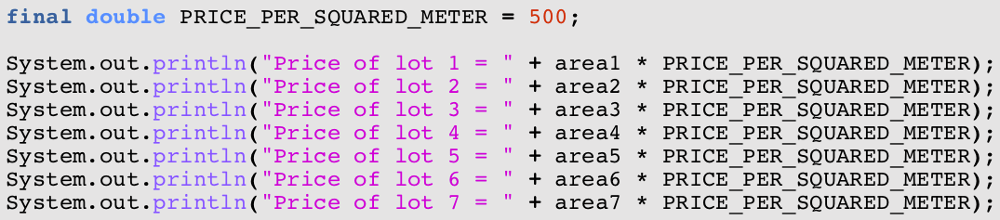 final double PRICE_PER_SQUARED_METER = 500;
System.out.println("Price of lot 1 = " + area1 * PRICE_PER_SQUARED_METER);
System.out.println("Price of lot 2 = " + area2 * PRICE_PER_SQUARED_METER);
System.out.println("Price of lot 3 = " + area3 * PRICE_PER_SQUARED_METER);
System.out.println("Price of lot 4 = " + area4 * PRICE_PER_SQUARED_METER);
System.out.println("Price of lot 5 = " + area5 * PRICE_PER_SQUARED_METER);
System.out.println("Price of lot 6 = " + area6 * PRICE_PER_SQUARED_METER);
System.out.println("Price of lot 7 = " + area7 * PRICE_PER_SQUARED_METER);